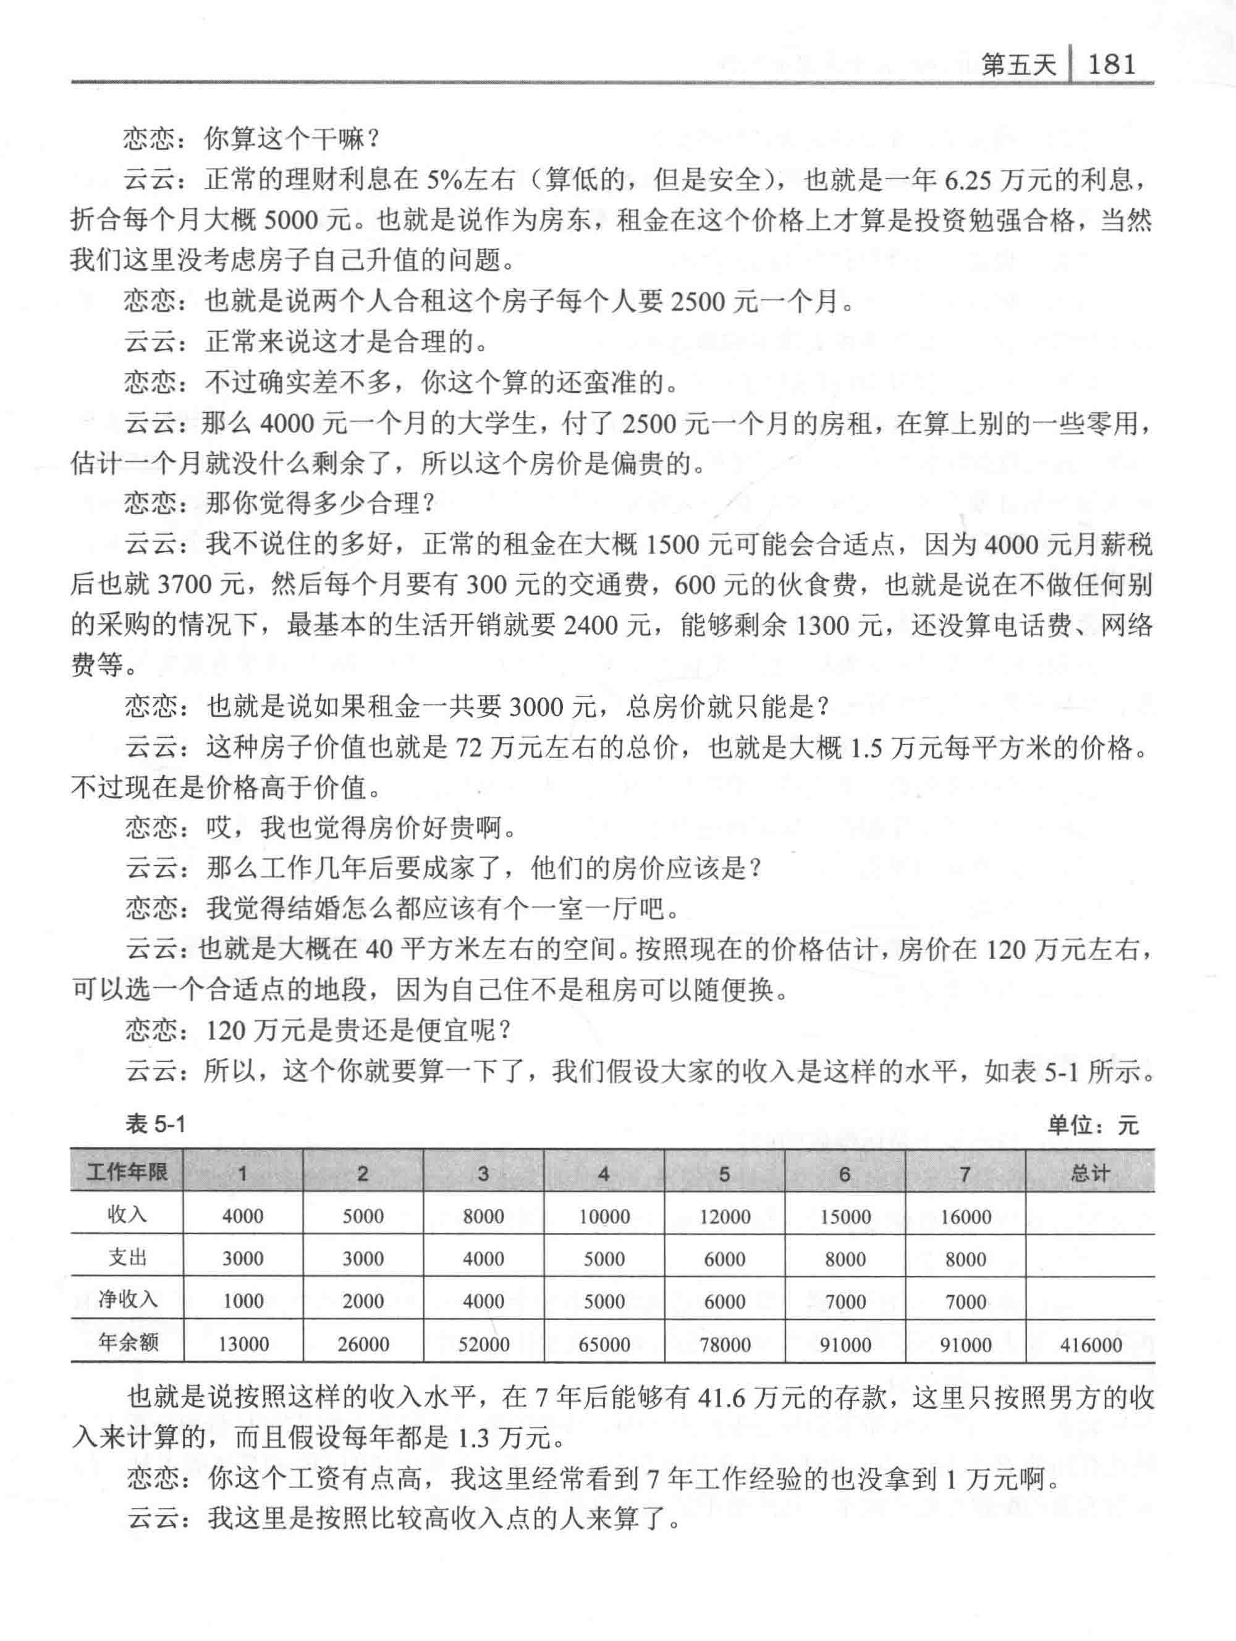 第五天 | 181
恋恋：你算这个干嘛？
云云：正常的理财利息在 5%左右（算低的，但是安全），也就是一年 6.25 万元的利息，
折合每个月大概 5000 元。也就是说作为房东，租金在这个价格上才算是投资勉强合格，当然
我们这里没考虑房子自己升值的问题。
恋恋：也就是说两个人合租这个房子每个人要 2500 元一个月。
云云：正常来说这才是合理的。
恋恋：不过确实差不多，你这个算的还蛮准的。
云云：那么 4000 元一个月的大学生，付了 2500 元一个月的房租，在算上别的一些零用，
估计一个月就没什么剩余了，所以这个房价是偏贵的。
恋恋：那你觉得多少合理？
云云：我不说住的多好，正常的租金在大概 1500 元可能会合适点，因为 4000 元月薪税
后也就 3700 元，然后每个月要有 300 元的交通费，600 元的伙食费，也就是说在不做任何别
的采购的情况下，最基本的生活开销就要 2400 元，能够剩余 1300 元，还没算电话费、网络
费等。
恋恋：也就是说如果租金一共要 3000 元，总房价就只能是？
云云：这种房子价值也就是 72 万元左右的总价，也就是大概 1.5 万元每平方米的价格。
不过现在是价格高于价值。
恋恋：哎，我也觉得房价好贵啊。
云云：那么工作几年后要成家了，他们的房价应该是？
恋恋：我觉得结婚怎么都应该有个一室一厅吧。
云云：也就是大概在 40 平方米左右的空间。按照现在的价格估计，房价在 120 万元左右，
可以选一个合适点的地段，因为自己住不是租房可以随便换。
恋恋：120 万元是贵还是便宜呢？
云云：所以，这个你就要算一下了，我们假设大家的收入是这样的水平，如表 5-1 所示。
表 5-1 单位：元
工作年限 1 2 3 4 5 6 7 总计
收入 4000 5000 8000 10000 12000 15000 16000
支出 3000 3000 4000 5000 6000 8000 8000
净收入 1000 2000 4000 5000 6000 7000 7000
年余额 13000 26000 52000 65000 78000 91000 91000 416000
也就是说按照这样的收入水平，在 7 年后能够有 41.6 万元的存款，这里只按照男方的收
入来计算的，而且假设每年都是 1.3 万元。
恋恋：你这个工资有点高，我这里经常看到 7 年工作经验的也没拿到 1 万元啊。
云云：我这里是按照比较高收入点的人来算了。